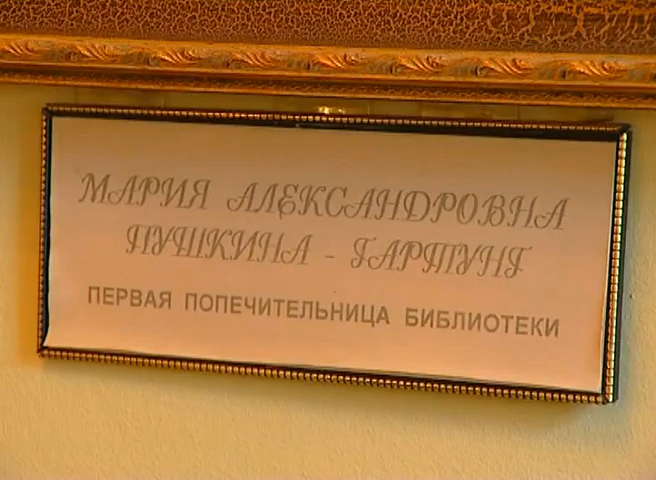 МАРИЯ АЛЕКСАНДРОВНА
ПУШКИНА - ГАРТУНГ
ПЕРВАЯ ПОПЕЧИТЕЛЬНИЦА БИБЛИОТЕКИ